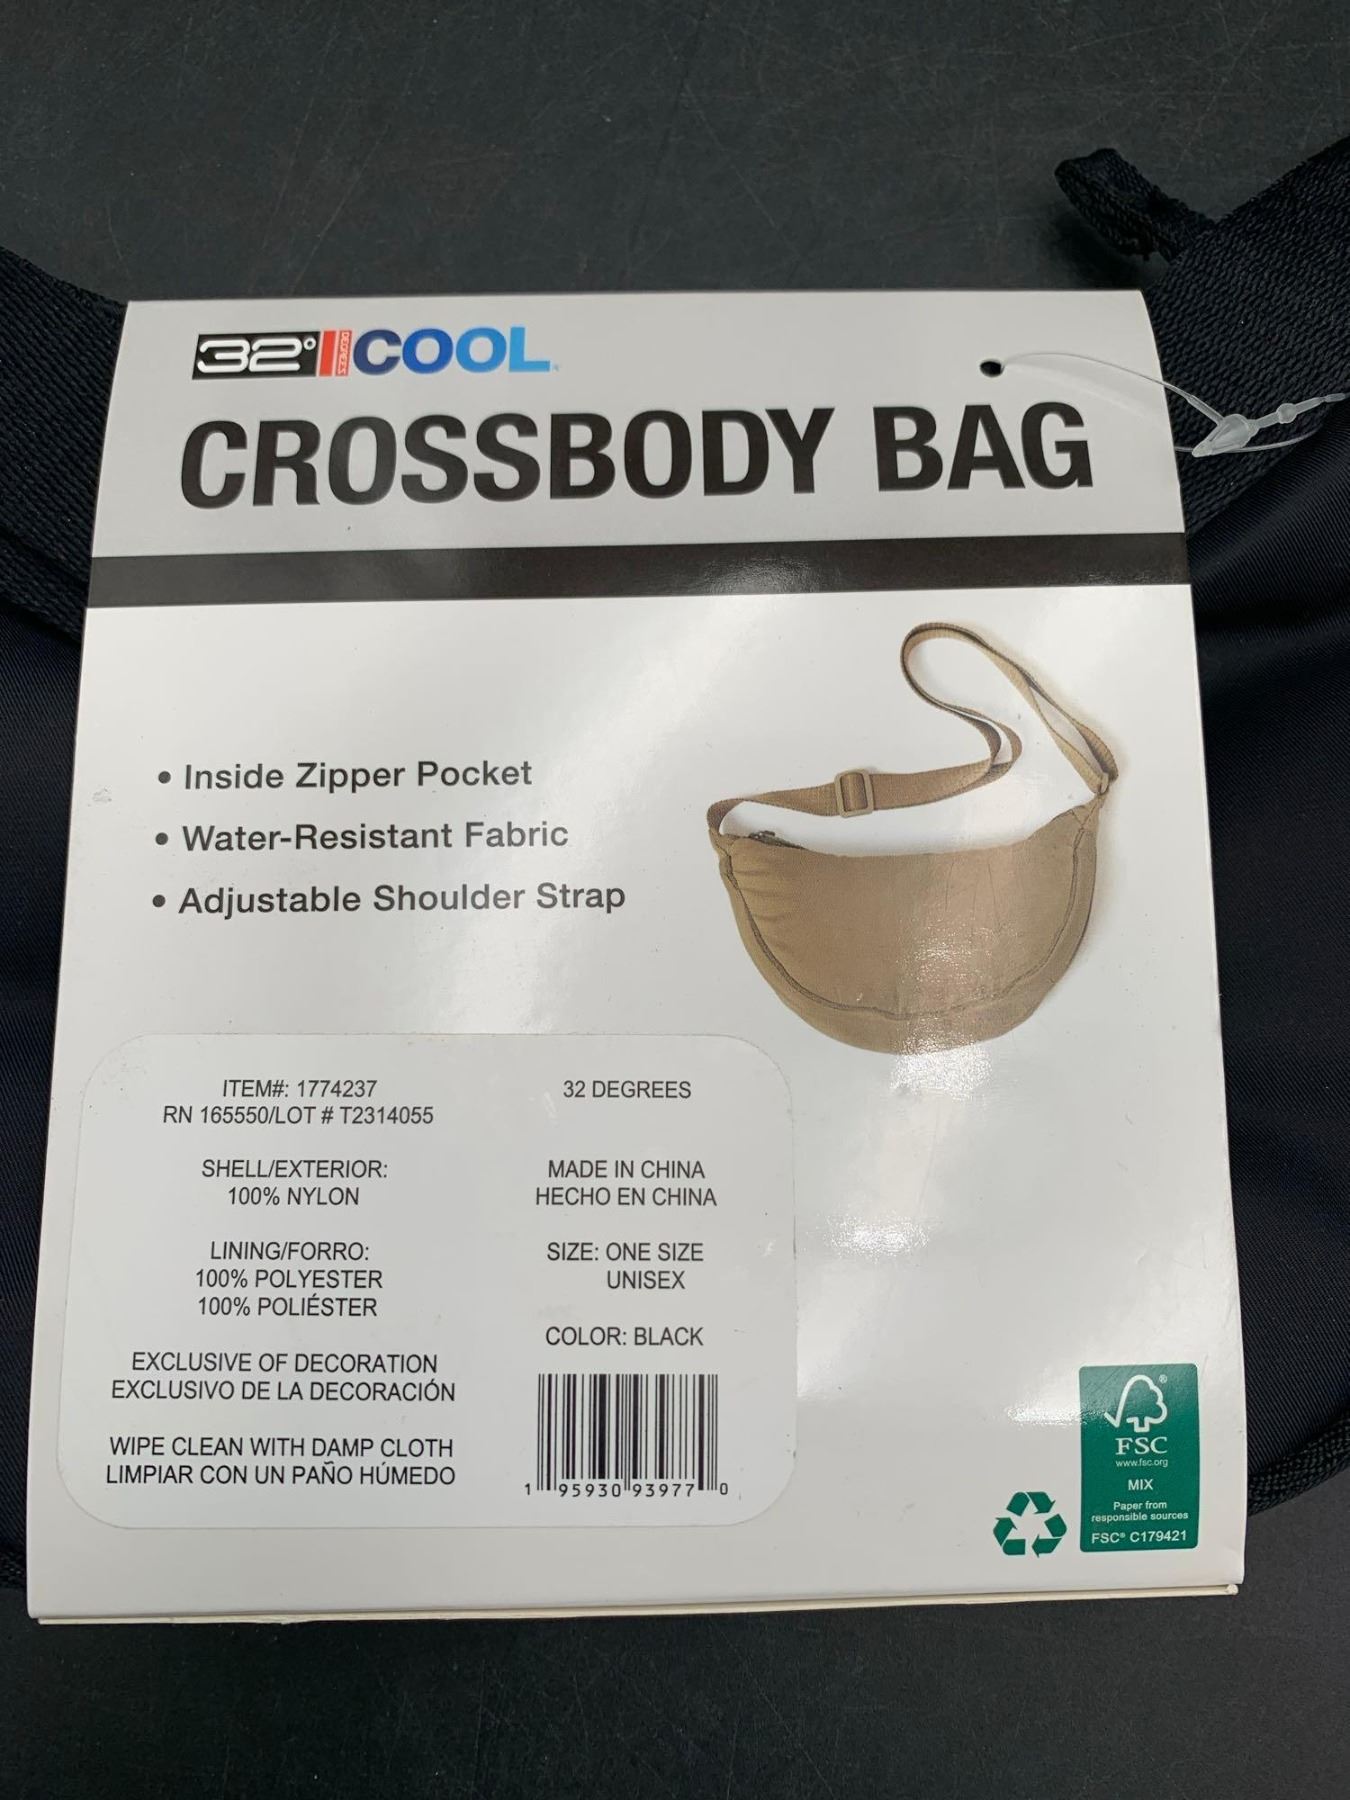 32° DEGREES COOL
CROSSBODY BAG
• Inside Zipper Pocket
• Water-Resistant Fabric
• Adjustable Shoulder Strap
ITEM#: 1774237
RN 165550/LOT # T2314055
SHELL/EXTERIOR:
100% NYLON
LINING/FORRO:
100% POLYESTER
100% POLIÉSTER
EXCLUSIVE OF DECORATION
EXCLUSIVO DE LA DECORACIÓN
WIPE CLEAN WITH DAMP CLOTH
LIMPIAR CON UN PAÑO HÚMEDO
32 DEGREES
MADE IN CHINA
HECHO EN CHINA
SIZE: ONE SIZE
UNISEX
COLOR: BLACK
1 95930 93977 0
®
FSC
www.fsc.org
MIX
Paper from
responsible sources
FSC® C179421